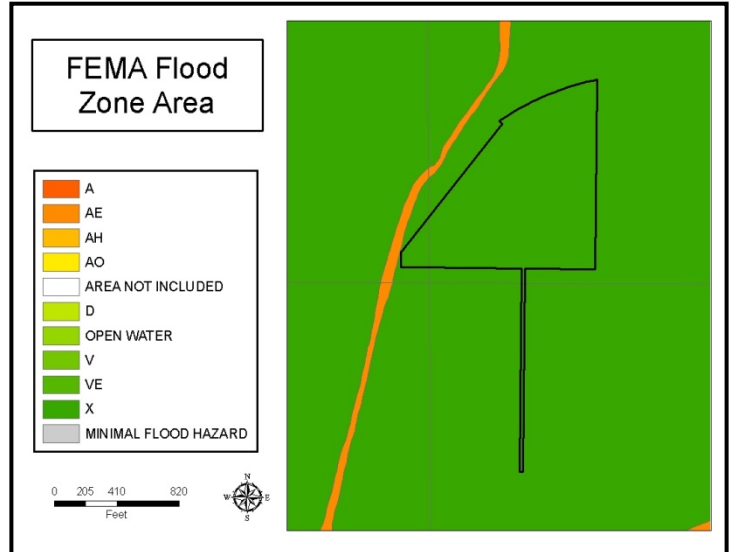 FEMA Flood
Zone Area
A
AE
AH
AO
AREA NOT INCLUDED
D
OPEN WATER
V
VE
X
MINIMAL FLOOD HAZARD
0 205 410 820
Feet
N
W E
S